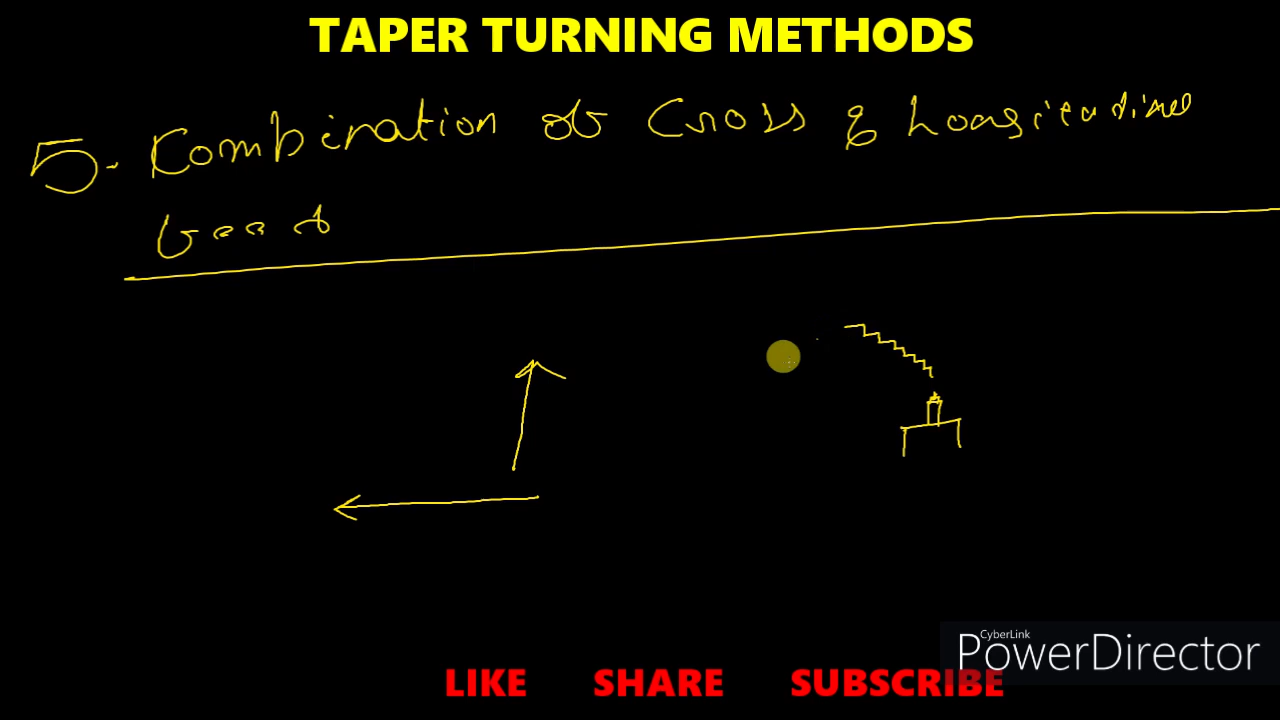 TAPER TURNING METHODS
5. Combination of Cross & Longitudinal
feed
LIKE SHARE SUBSCRIBE
CyberLink
PowerDirector